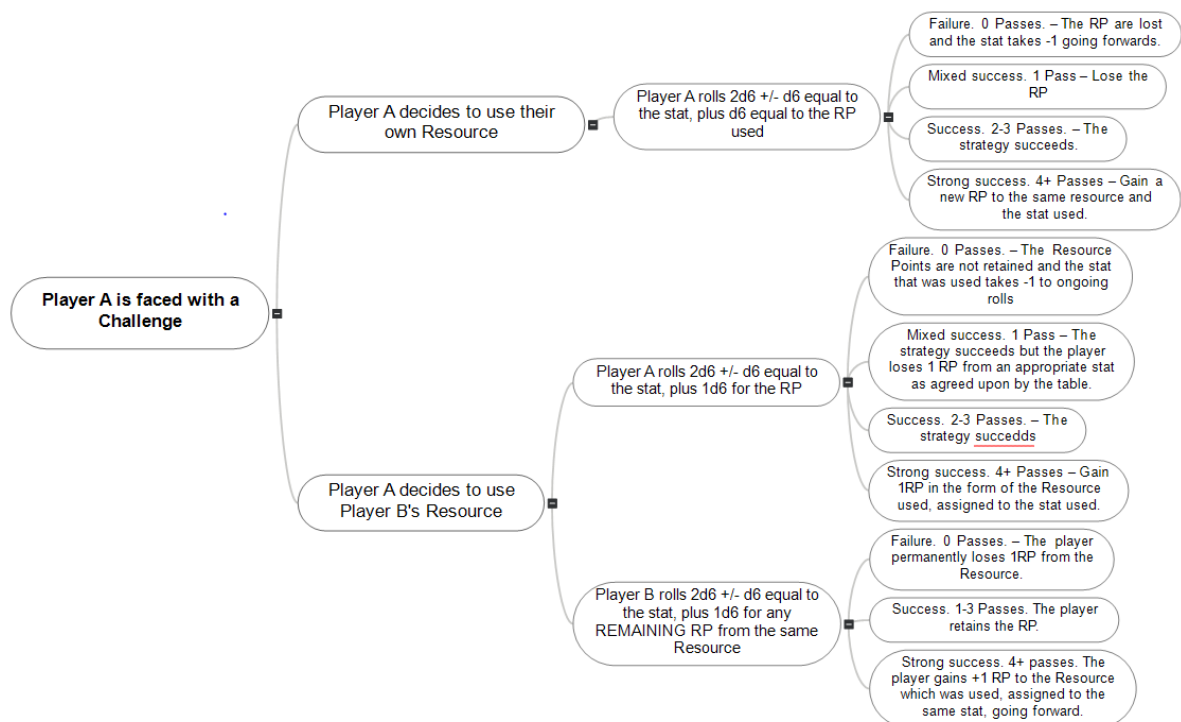 Player A is faced with a
Challenge
Player A decides to use their
own Resource
Player A rolls 2d6 +/- d6 equal to
the stat, plus d6 equal to the RP
used
Failure. 0 Passes. – The RP are lost
and the stat takes -1 going forwards.
Mixed success. 1 Pass – Lose the
RP
Success. 2-3 Passes. – The
strategy succeeds.
Strong success. 4+ Passes – Gain a
new RP to the same resource and
the stat used.
Player A decides to use
Player B's Resource
Player A rolls 2d6 +/- d6 equal to
the stat, plus 1d6 for the RP
Failure. 0 Passes. – The Resource
Points are not retained and the stat
that was used takes -1 to ongoing
rolls
Mixed success. 1 Pass – The
strategy succeeds but the player
loses 1 RP from an appropriate stat
as agreed upon by the table.
Success. 2-3 Passes. – The
strategy succedds
Strong success. 4+ Passes – Gain
1RP in the form of the Resource
used, assigned to the stat used.
Player B rolls 2d6 +/- d6 equal to
the stat, plus 1d6 for any
REMAINING RP from the same
Resource
Failure. 0 Passes. – The player
permanently loses 1RP from the
Resource.
Success. 1-3 Passes. The player
retains the RP.
Strong success. 4+ passes. The
player gains +1 RP to the Resource
which was used, assigned to the
same stat, going forward.